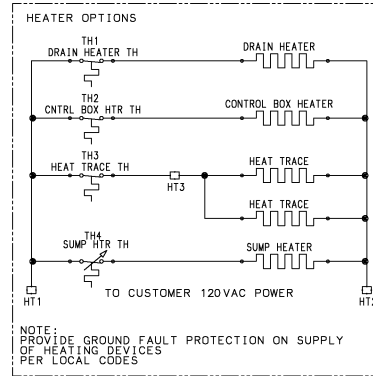 HEATER OPTIONS
TH1
DRAIN HEATER TH
DRAIN HEATER
TH2
CNTRL BOX HTR TH
CONTROL BOX HEATER
TH3
HEAT TRACE TH
HT3
HEAT TRACE
HEAT TRACE
TH4
SUMP HTR TH
SUMP HEATER
HT1
TO CUSTOMER 120VAC POWER
HT2
NOTE:
PROVIDE GROUND FAULT PROTECTION ON SUPPLY
OF HEATING DEVICES
PER LOCAL CODES